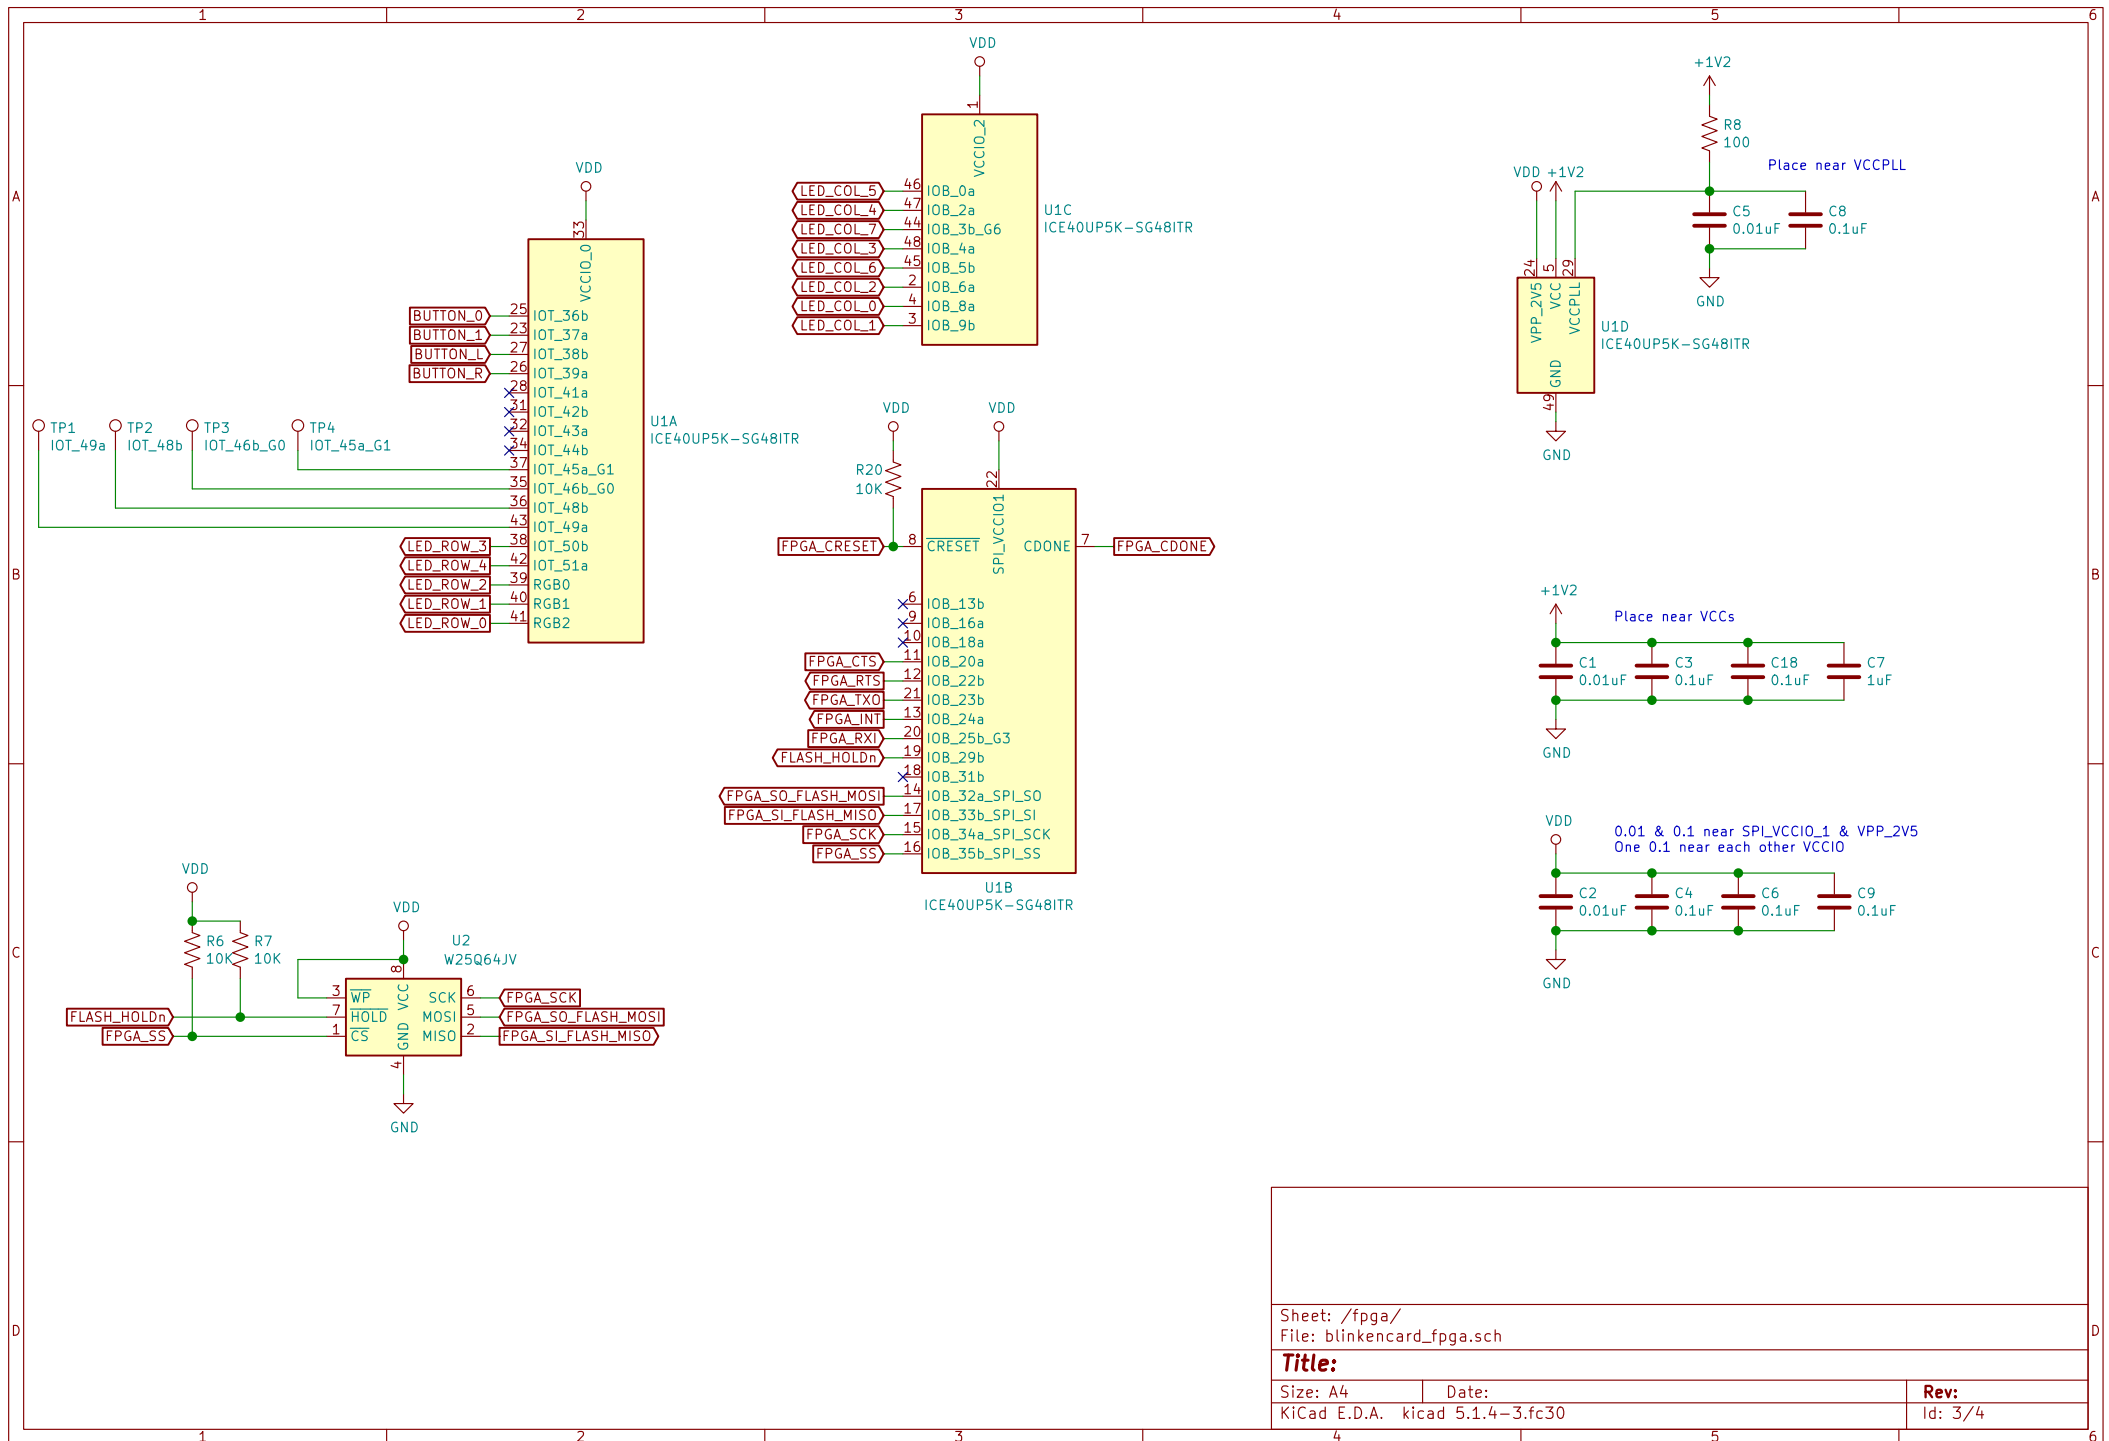 1 2 3 4 5 6
A
B
C
D
A
B
C
D
1 2 3 4 5 6
VDD
33
VCCIO_0
BUTTON_0 25 IOT_36b
BUTTON_1 23 IOT_37a
BUTTON_L 27 IOT_38b
BUTTON_R 26 IOT_39a
28 IOT_41a
31 IOT_42b
32 IOT_43a
34 IOT_44b
37 IOT_45a_G1
35 IOT_46b_G0
36 IOT_48b
43 IOT_49a
LED_ROW_3 38 IOT_50b
LED_ROW_4 42 IOT_51a
LED_ROW_2 39 RGB0
LED_ROW_1 40 RGB1
LED_ROW_0 41 RGB2
U1A
ICE40UP5K-SG48ITR
TP1
IOT_49a
TP2
IOT_48b
TP3
IOT_46b_G0
TP4
IOT_45a_G1
VDD
1
VCCIO_2
LED_COL_5 46 IOB_0a
LED_COL_4 47 IOB_2a
LED_COL_7 44 IOB_3b_G6
LED_COL_3 48 IOB_4a
LED_COL_6 45 IOB_5b
LED_COL_2 2 IOB_6a
LED_COL_0 4 IOB_8a
LED_COL_1 3 IOB_9b
U1C
ICE40UP5K-SG48ITR
VDD
R20
10K
VDD
22
SPI_VCCIO1
FPGA_CRESET 8 CRESET
CDONE 7 FPGA_CDONE
6 IOB_13b
9 IOB_16a
10 IOB_18a
FPGA_CTS 11 IOB_20a
FPGA_RTS 12 IOB_22b
FPGA_TXO 21 IOB_23b
FPGA_INT 13 IOB_24a
FPGA_RXI 20 IOB_25b_G3
FLASH_HOLDn 19 IOB_29b
18 IOB_31b
FPGA_SO_FLASH_MOSI 14 IOB_32a_SPI_SO
FPGA_SI_FLASH_MISO 17 IOB_33b_SPI_SI
FPGA_SCK 15 IOB_34a_SPI_SCK
FPGA_SS 16 IOB_35b_SPI_SS
U1B
ICE40UP5K-SG48ITR
+1V2
R8
100
Place near VCCPLL
C5
0.01uF
C8
0.1uF
GND
VDD +1V2
24 5 29
VPP_2V5 VCC VCCPLL
GND
49
GND
U1D
ICE40UP5K-SG48ITR
+1V2
Place near VCCs
C1
0.01uF
C3
0.1uF
C18
0.1uF
C7
1uF
GND
VDD
0.01 & 0.1 near SPI_VCCIO_1 & VPP_2V5
One 0.1 near each other VCCIO
C2
0.01uF
C4
0.1uF
C6
0.1uF
C9
0.1uF
GND
VDD
R6
10K
R7
10K
VDD
U2
W25Q64JV
8
VCC
3 WP
FLASH_HOLDn 7 HOLD
FPGA_SS 1 CS
SCK 6 FPGA_SCK
MOSI 5 FPGA_SO_FLASH_MOSI
MISO 2 FPGA_SI_FLASH_MISO
GND
4
GND
Sheet: /fpga/
File: blinkencard_fpga.sch
Title:
Size: A4 Date: Rev:
KiCad E.D.A. kicad 5.1.4-3.fc30 Id: 3/4